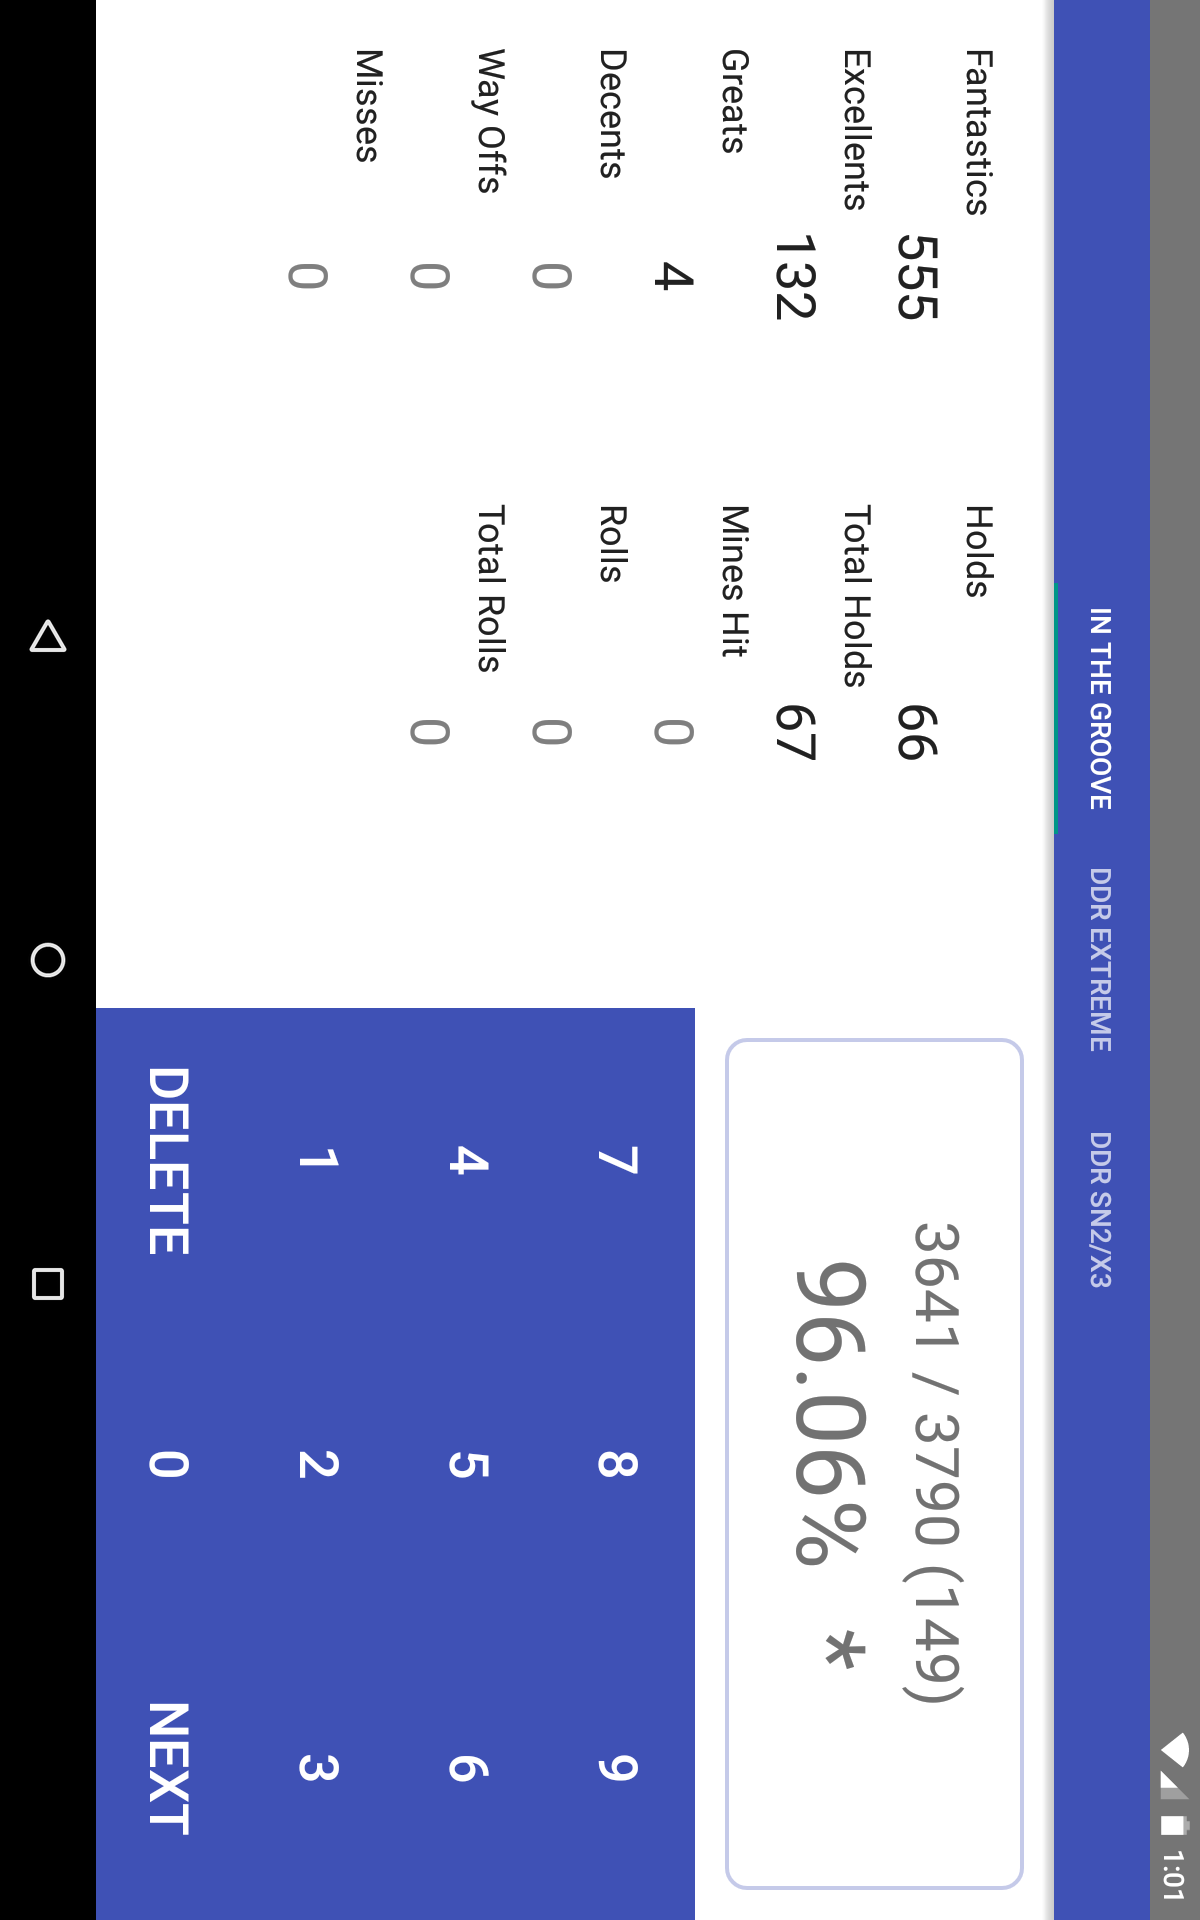 1:01
IN THE GROOVE
DDR EXTREME
DDR SN2/X3
Fantastics
555
Excellents
132
Greats
4
Decents
0
Way Offs
0
Misses
0
Holds
66
Total Holds
67
Mines Hit
0
Rolls
0
Total Rolls
0
3641 / 3790 (149)
96.06% *
7 8 9
4 5 6
1 2 3
DELETE 0 NEXT